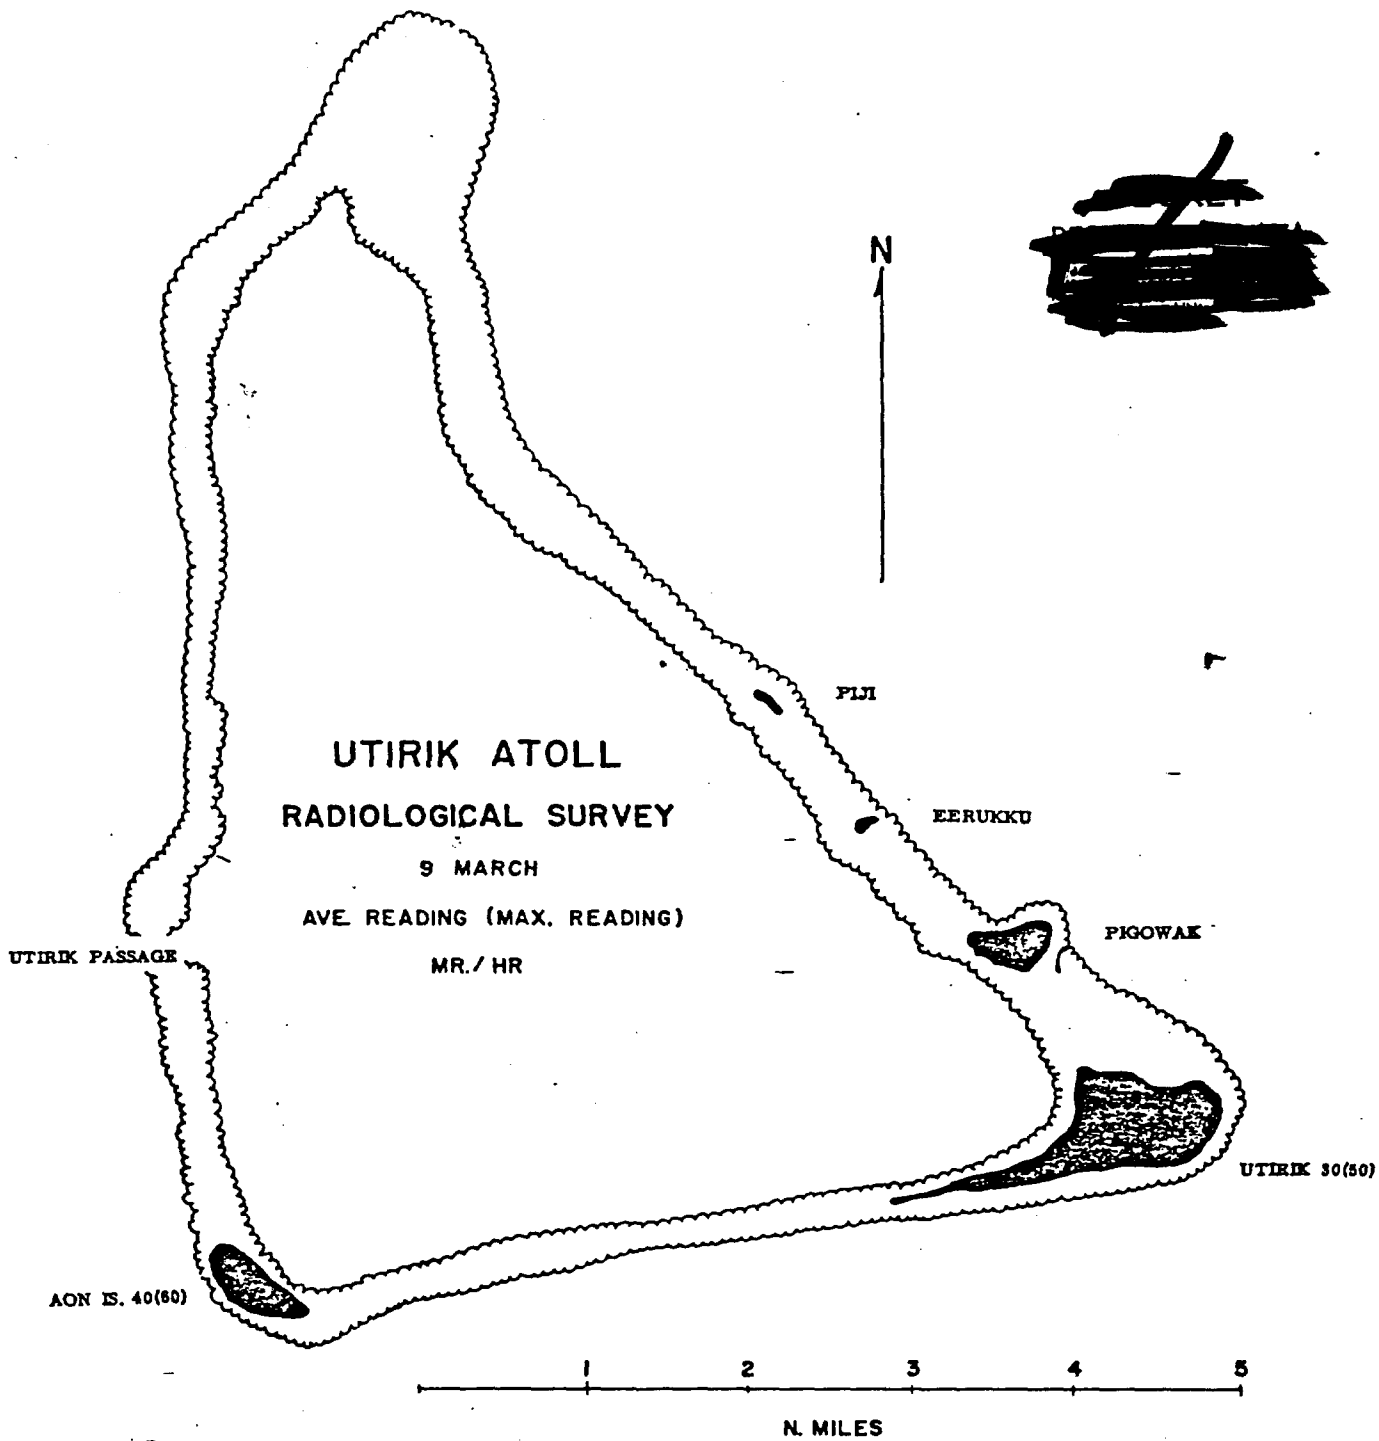 N
PIJI
UTIRIK ATOLL
RADIOLOGICAL SURVEY
EERUKKU
9 MARCH
AVE. READING (MAX. READING)
PIGOWAK
UTIRIK PASSAGE
MR./HR
UTIRIK 30(50)
AON IS. 40(60)
1 2 3 4 5
N. MILES